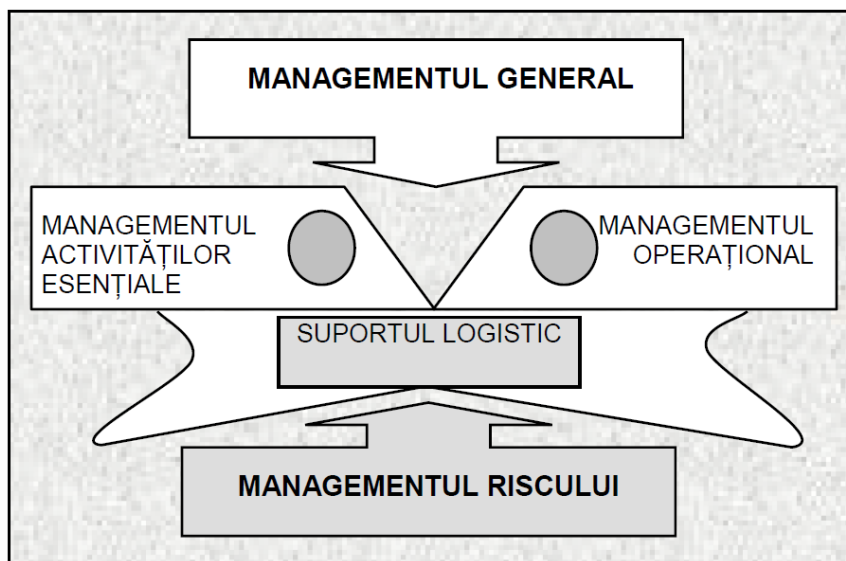 MANAGEMENTUL GENERAL
MANAGEMENTUL
ACTIVITĂȚILOR
ESENȚIALE
MANAGEMENTUL
OPERAȚIONAL
SUPORTUL LOGISTIC
MANAGEMENTUL RISCULUI